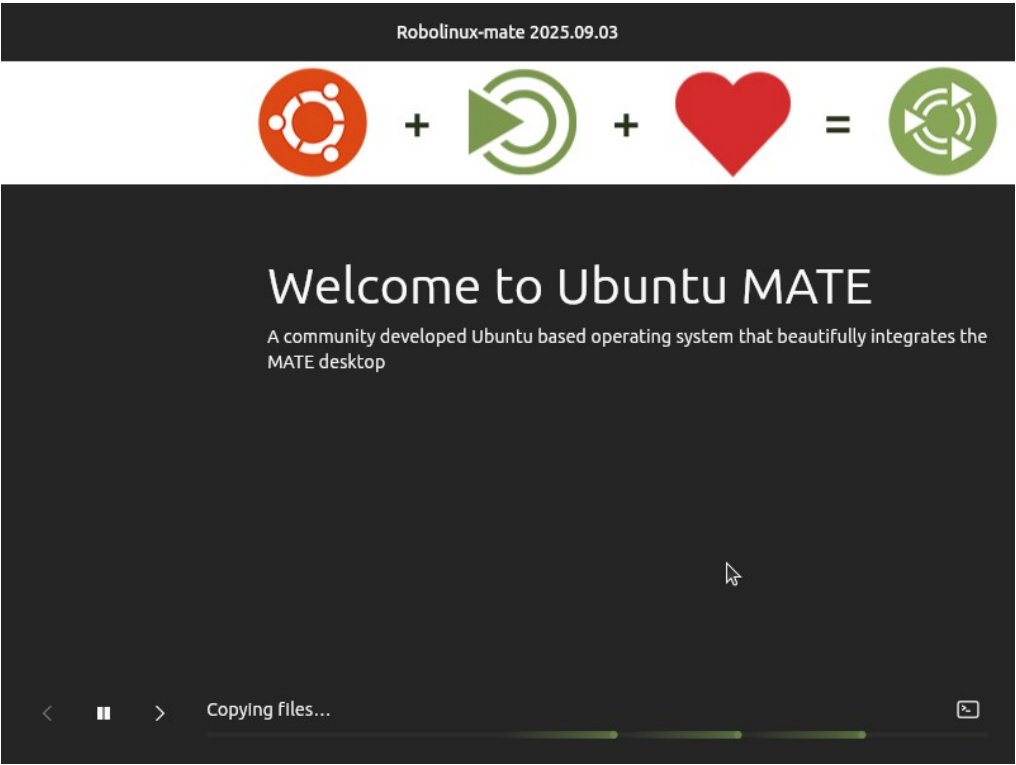 Robolinux-mate 2025.09.03
+ + =
Welcome to Ubuntu MATE
A community developed Ubuntu based operating system that beautifully integrates the
MATE desktop
Copying files...